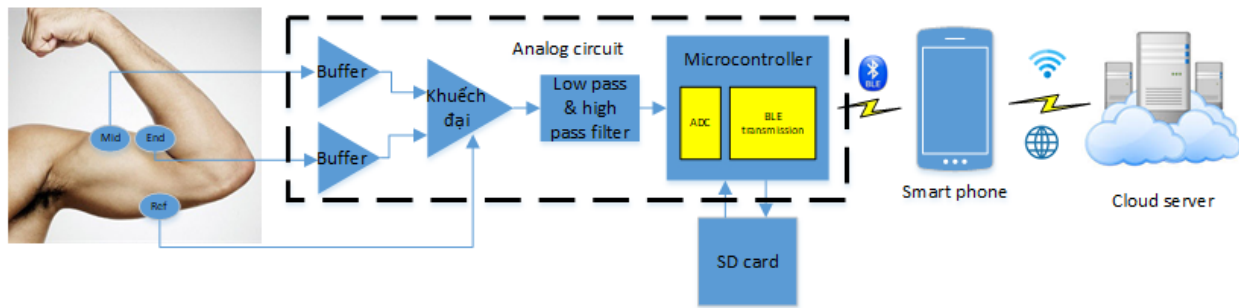 Mid
End
Ref
Buffer
Buffer
Khuếch
đại
Analog circuit
Low pass
& high
pass filter
Microcontroller
ADC
BLE
transmission
SD card
BLE
Smart phone
Cloud server